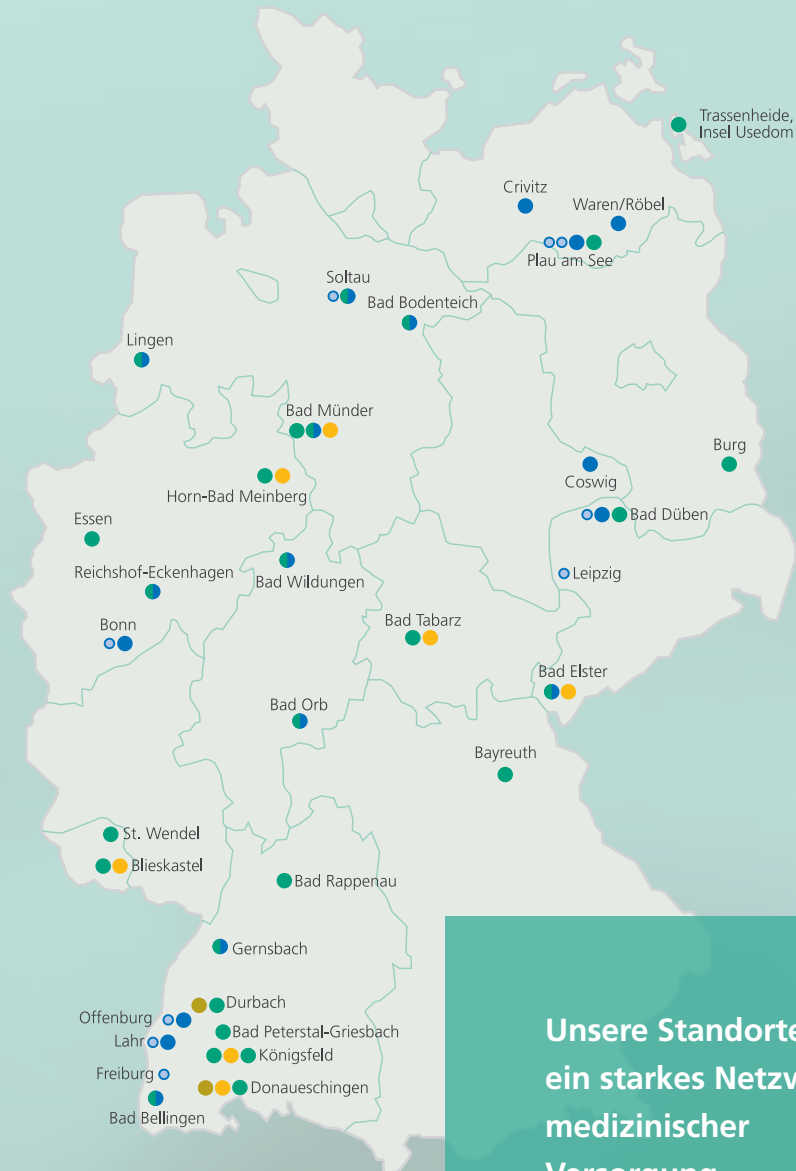 Trassenheide,
Insel Usedom
Crivitz
Waren/Röbel
Plau am See
Soltau
Bad Bodenteich
Lingen
Bad Münder
Burg
Coswig
Horn-Bad Meinberg
Bad Düben
Essen
Reichshof-Eckenhagen
Bad Wildungen
Leipzig
Bonn
Bad Tabarz
Bad Elster
Bad Orb
Bayreuth
St. Wendel
Blieskastel
Bad Rappenau
Gernsbach
Durbach
Offenburg
Bad Peterstal-Griesbach
Lahr
Königsfeld
Freiburg
Donaueschingen
Bad Bellingen
Unsere Standorte
ein starkes Netzw
medizinischer
Versorgung